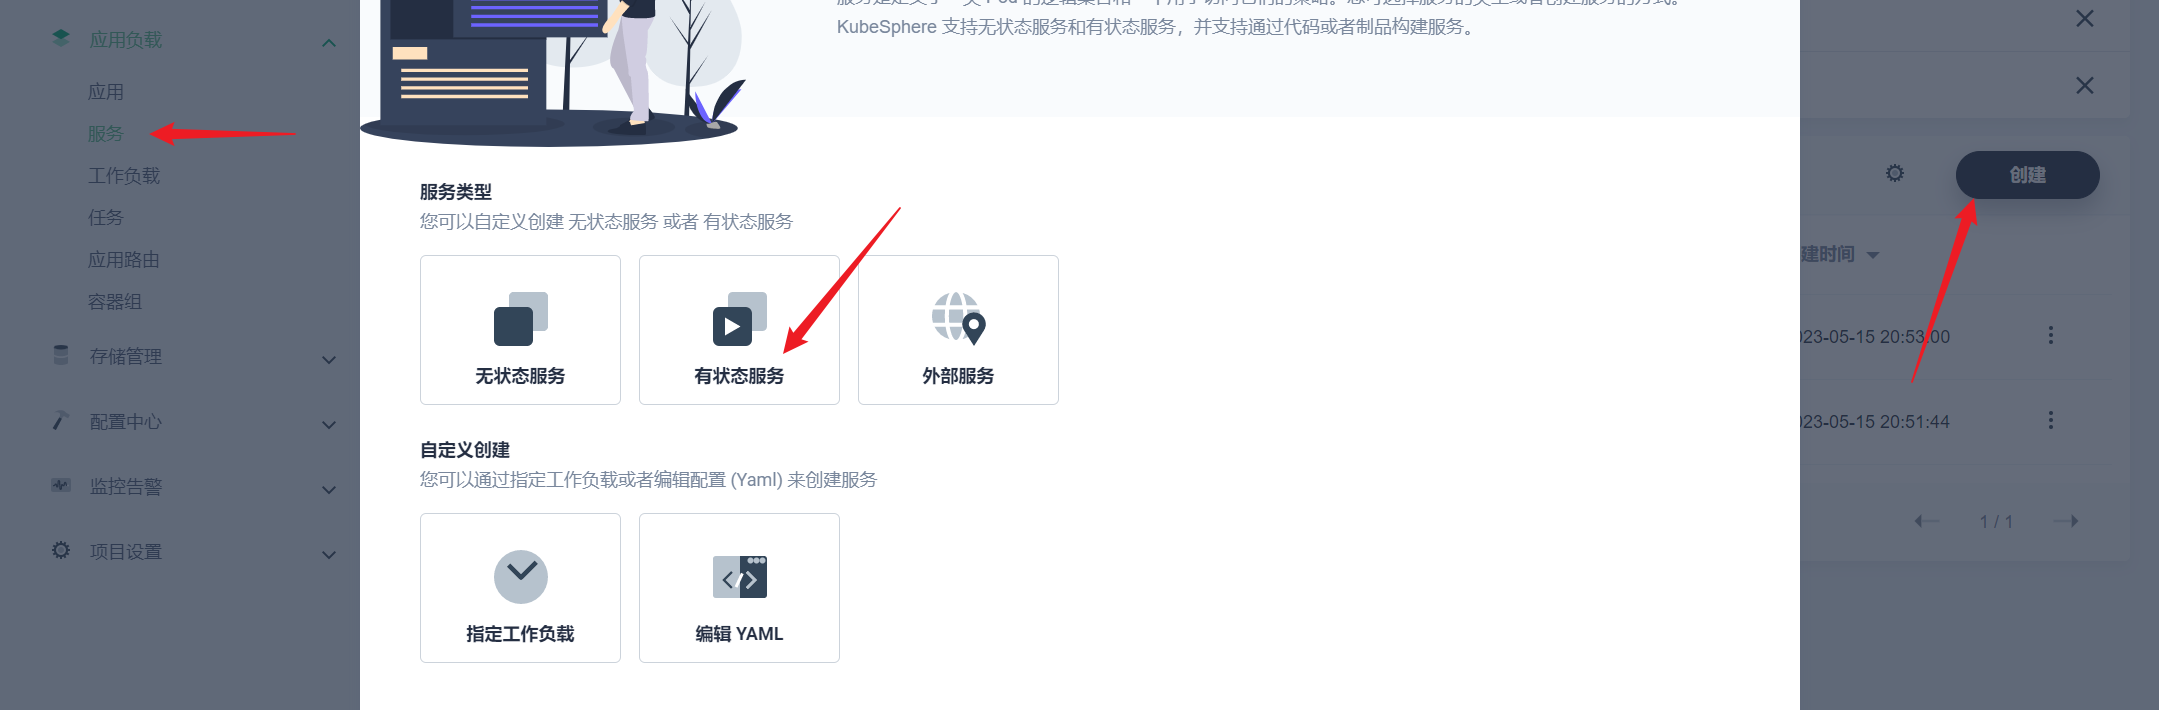 应用负载
应用
服务
工作负载
任务
应用路由
容器组
存储管理
配置中心
监控告警
项目设置
KubeSphere 支持无状态服务和有状态服务，并支持通过代码或者制品构建服务。
服务类型
您可以自定义创建 无状态服务 或者 有状态服务
无状态服务
有状态服务
外部服务
自定义创建
您可以通过指定工作负载或者编辑配置 (Yaml) 来创建服务
指定工作负载
编辑 YAML
创建
建时间
023-05-15 20:53:00
023-05-15 20:51:44
1 / 1